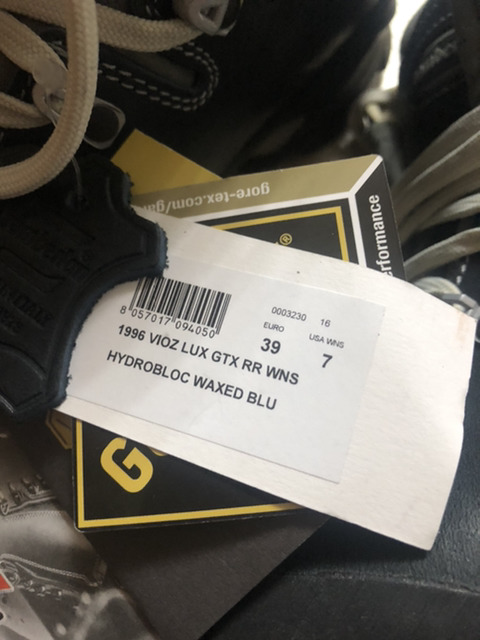 gore-tex.com/gu
erformance
®
0003230 16
EURO USA WNS
39 7
8 057017 094050
1996 VIOZ LUX GTX RR WNS
HYDROBLOC WAXED BLU
G